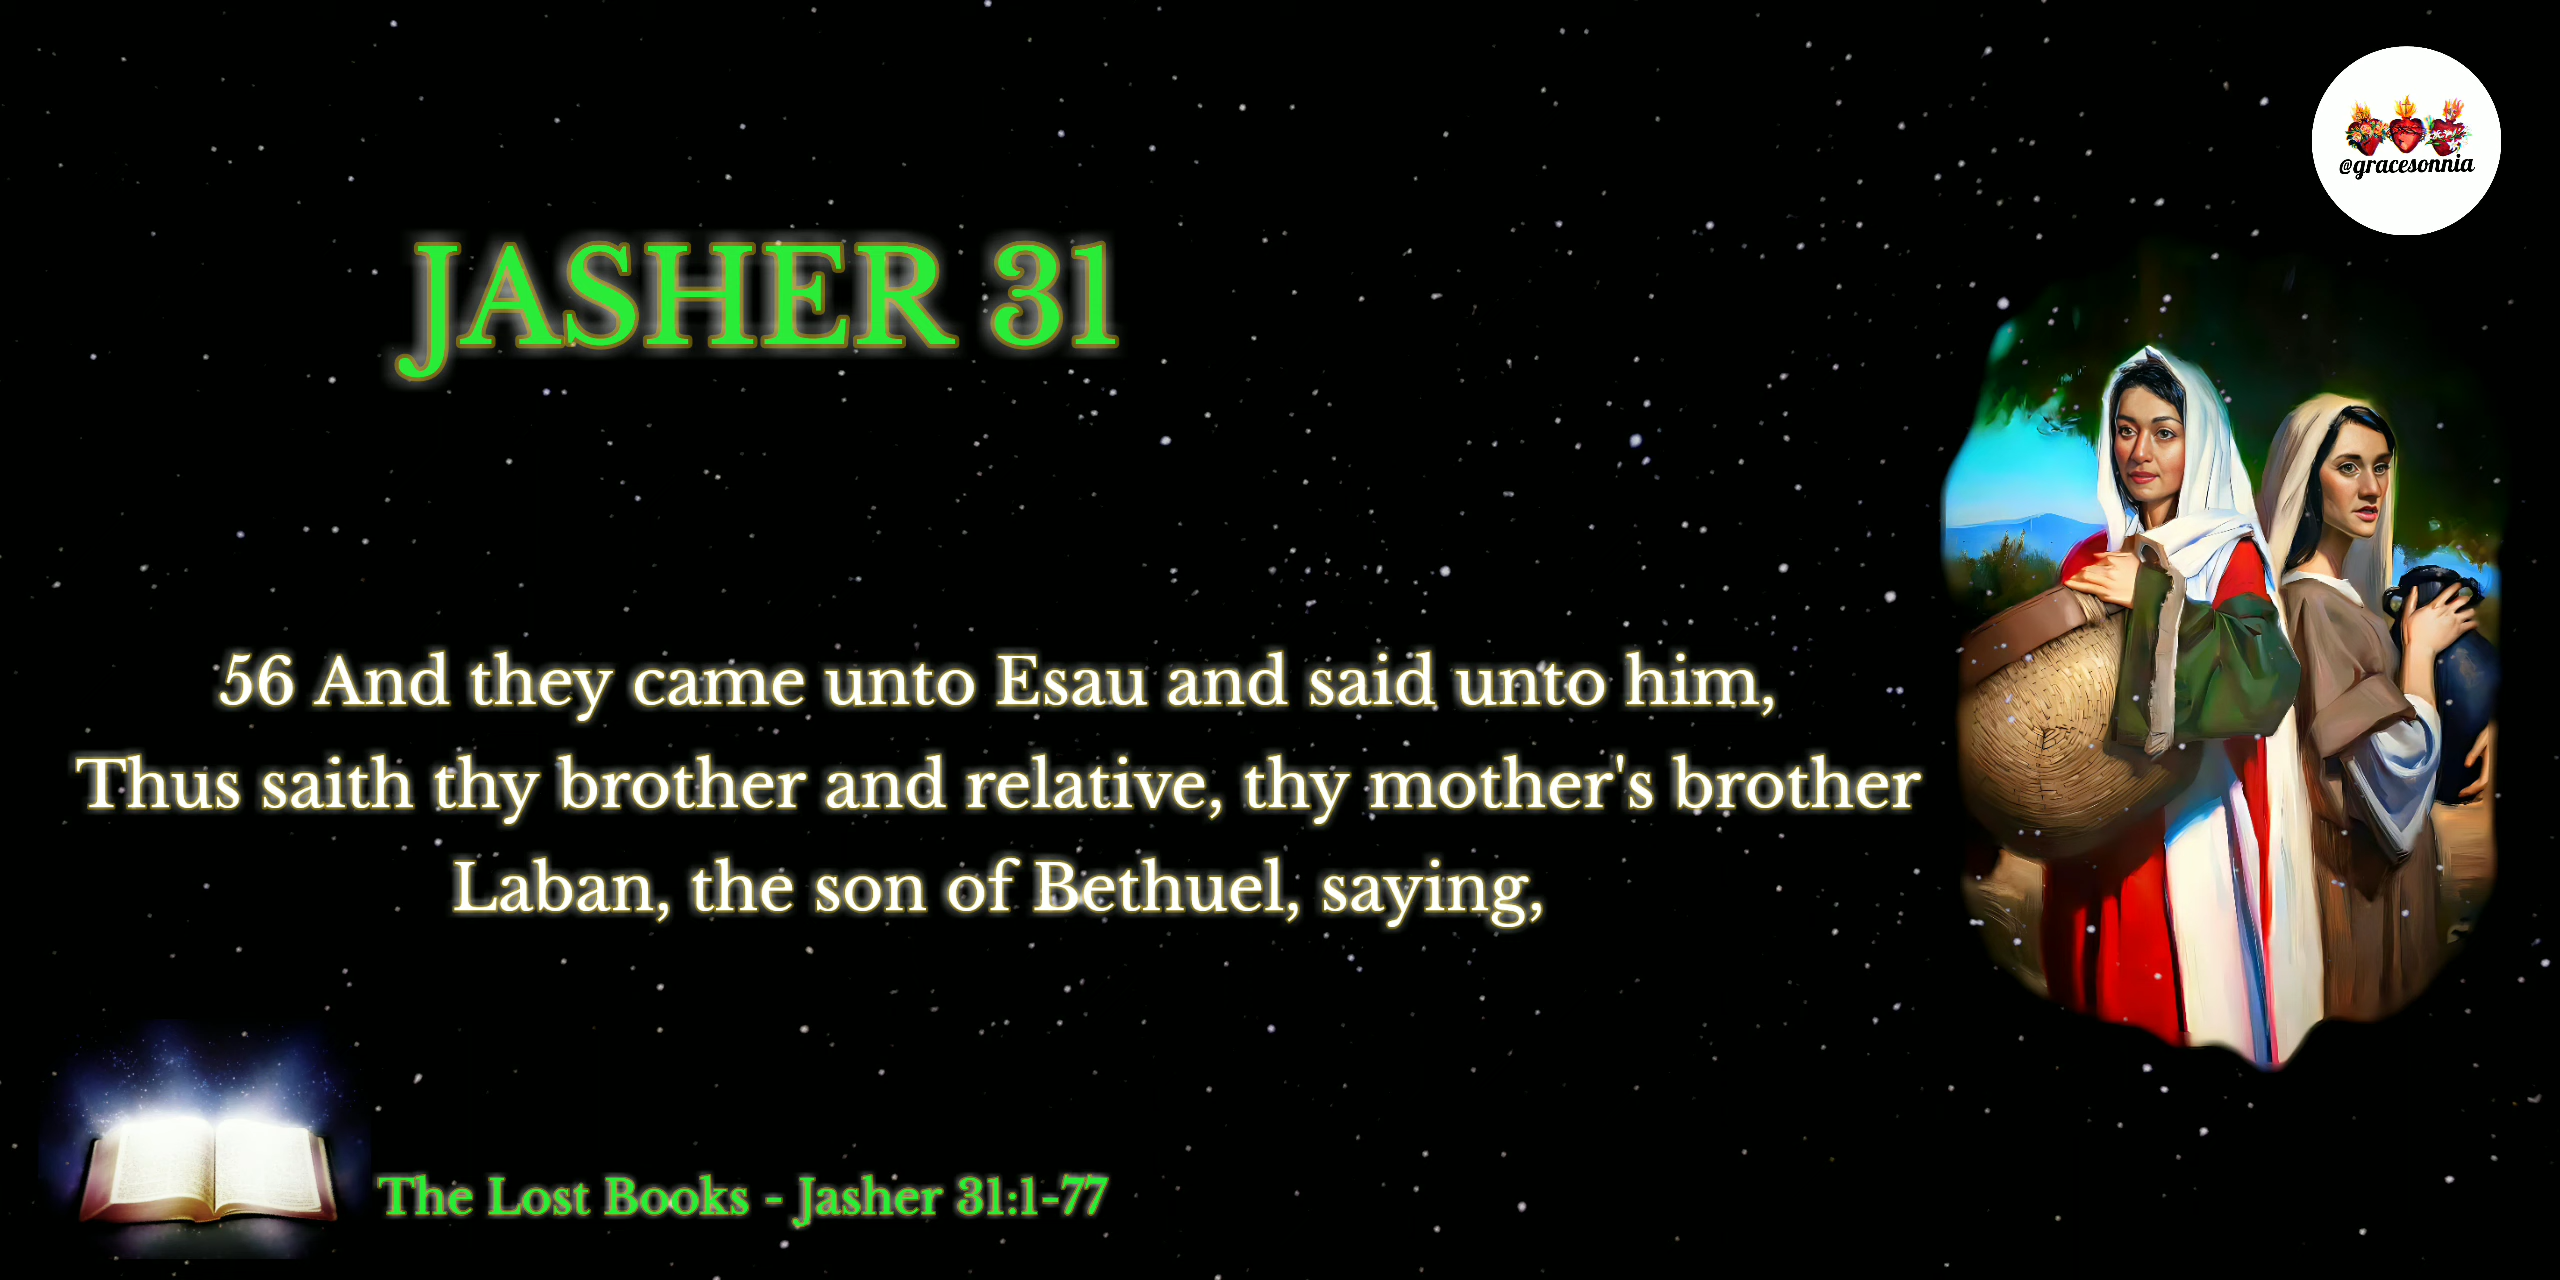 @gracesonnia
JASHER 31
56 And they came unto Esau and said unto him,
Thus saith thy brother and relative, thy mother's brother
Laban, the son of Bethuel, saying,
The Lost Books - Jasher 31:1-77